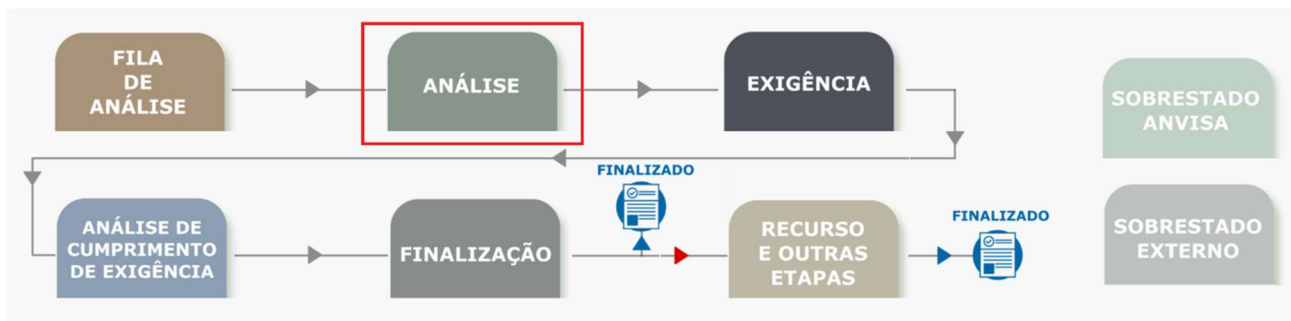 FILA
DE
ANÁLISE
ANÁLISE
EXIGÊNCIA
SOBRESTADO
ANVISA
ANÁLISE DE
CUMPRIMENTO
DE EXIGÊNCIA
FINALIZAÇÃO
FINALIZADO
RECURSO
E OUTRAS
ETAPAS
FINALIZADO
SOBRESTADO
EXTERNO